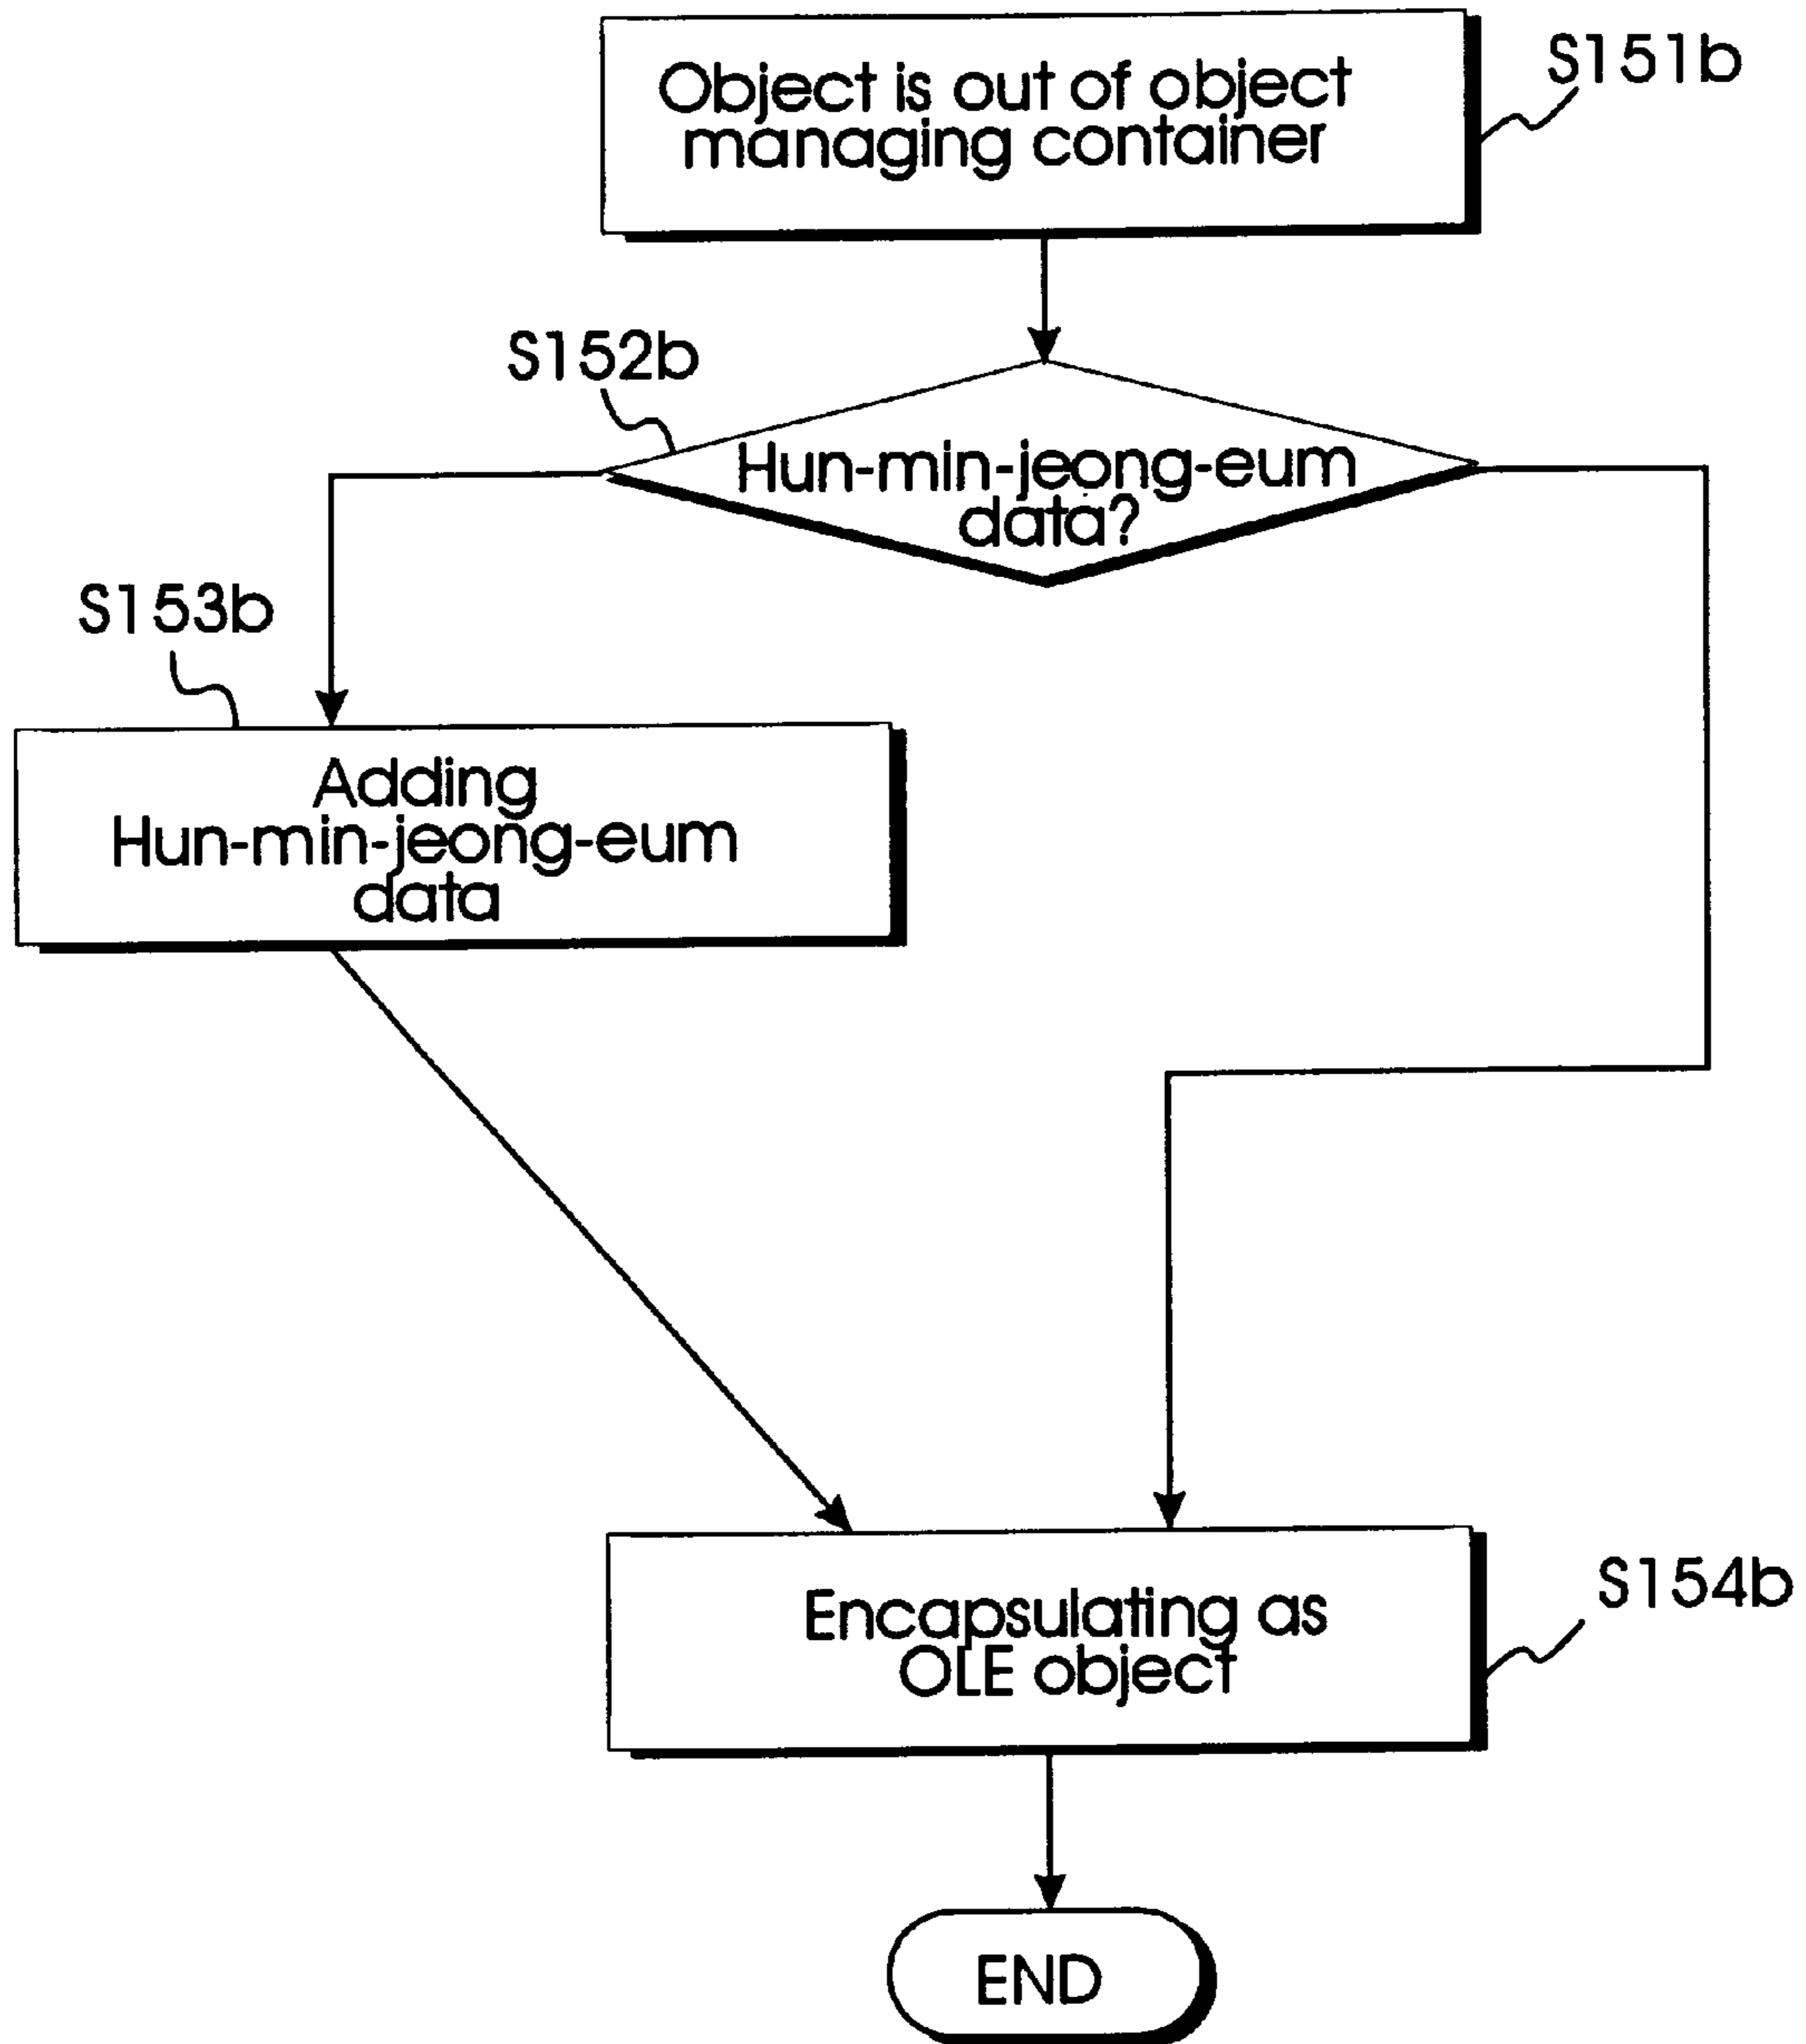 Object is out of object
managing container
S151b
S152b
Hun-min-jeong-eum
data?
S153b
Adding
Hun-min-jeong-eum
data
Encapsulating as
OLE object
S154b
END